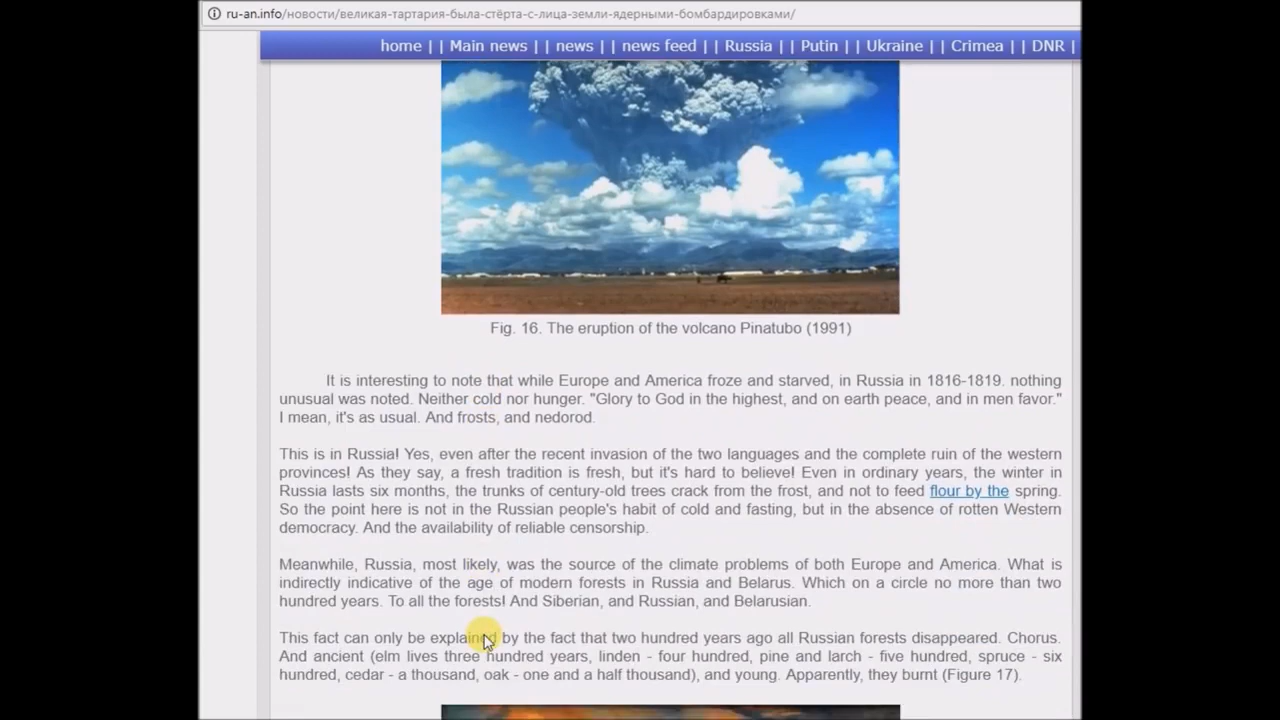 ru-an.info/новости/великая-тартария-была-стёрта-с-лица-земли-ядерными-бомбардировками/
home | | Main news | | news | | news feed | | Russia | | Putin | | Ukraine | | Crimea | | DNR |
Fig. 16. The eruption of the volcano Pinatubo (1991)
It is interesting to note that while Europe and America froze and starved, in Russia in 1816-1819. nothing
unusual was noted. Neither cold nor hunger. "Glory to God in the highest, and on earth peace, and in men favor."
I mean, it's as usual. And frosts, and nedorod.
This is in Russia! Yes, even after the recent invasion of the two languages and the complete ruin of the western
provinces! As they say, a fresh tradition is fresh, but it's hard to believe! Even in ordinary years, the winter in
Russia lasts six months, the trunks of century-old trees crack from the frost, and not to feed flour by the spring.
So the point here is not in the Russian people's habit of cold and fasting, but in the absence of rotten Western
democracy. And the availability of reliable censorship.
Meanwhile, Russia, most likely, was the source of the climate problems of both Europe and America. What is
indirectly indicative of the age of modern forests in Russia and Belarus. Which on a circle no more than two
hundred years. To all the forests! And Siberian, and Russian, and Belarusian.
This fact can only be explained by the fact that two hundred years ago all Russian forests disappeared. Chorus.
And ancient (elm lives three hundred years, linden - four hundred, pine and larch - five hundred, spruce - six
hundred, cedar - a thousand, oak - one and a half thousand), and young. Apparently, they burnt (Figure 17).